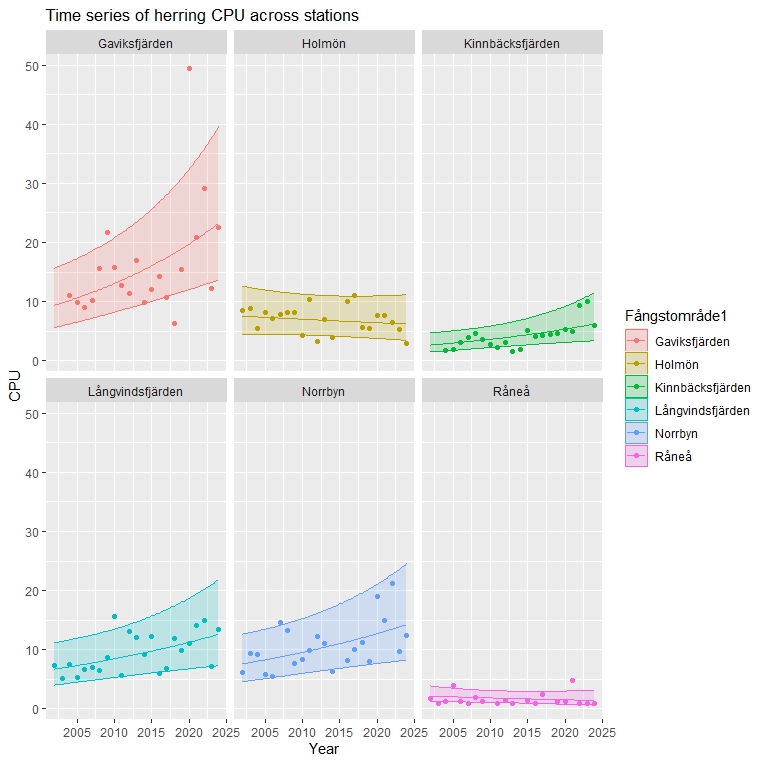 Time series of herring CPU across stations
Gaviksfjärden
Holmön
Kinnbäcksfjärden
50
40
30
20
10
0
CPU
Långvindsfjärden
Norrbyn
Råneå
50
40
30
20
10
0
2005 2010 2015 2020 2025
2005 2010 2015 2020 2025
2005 2010 2015 2020 2025
Year
Fångstområde1
Gaviksfjärden
Holmön
Kinnbäcksfjärden
Långvindsfjärden
Norrbyn
Råneå